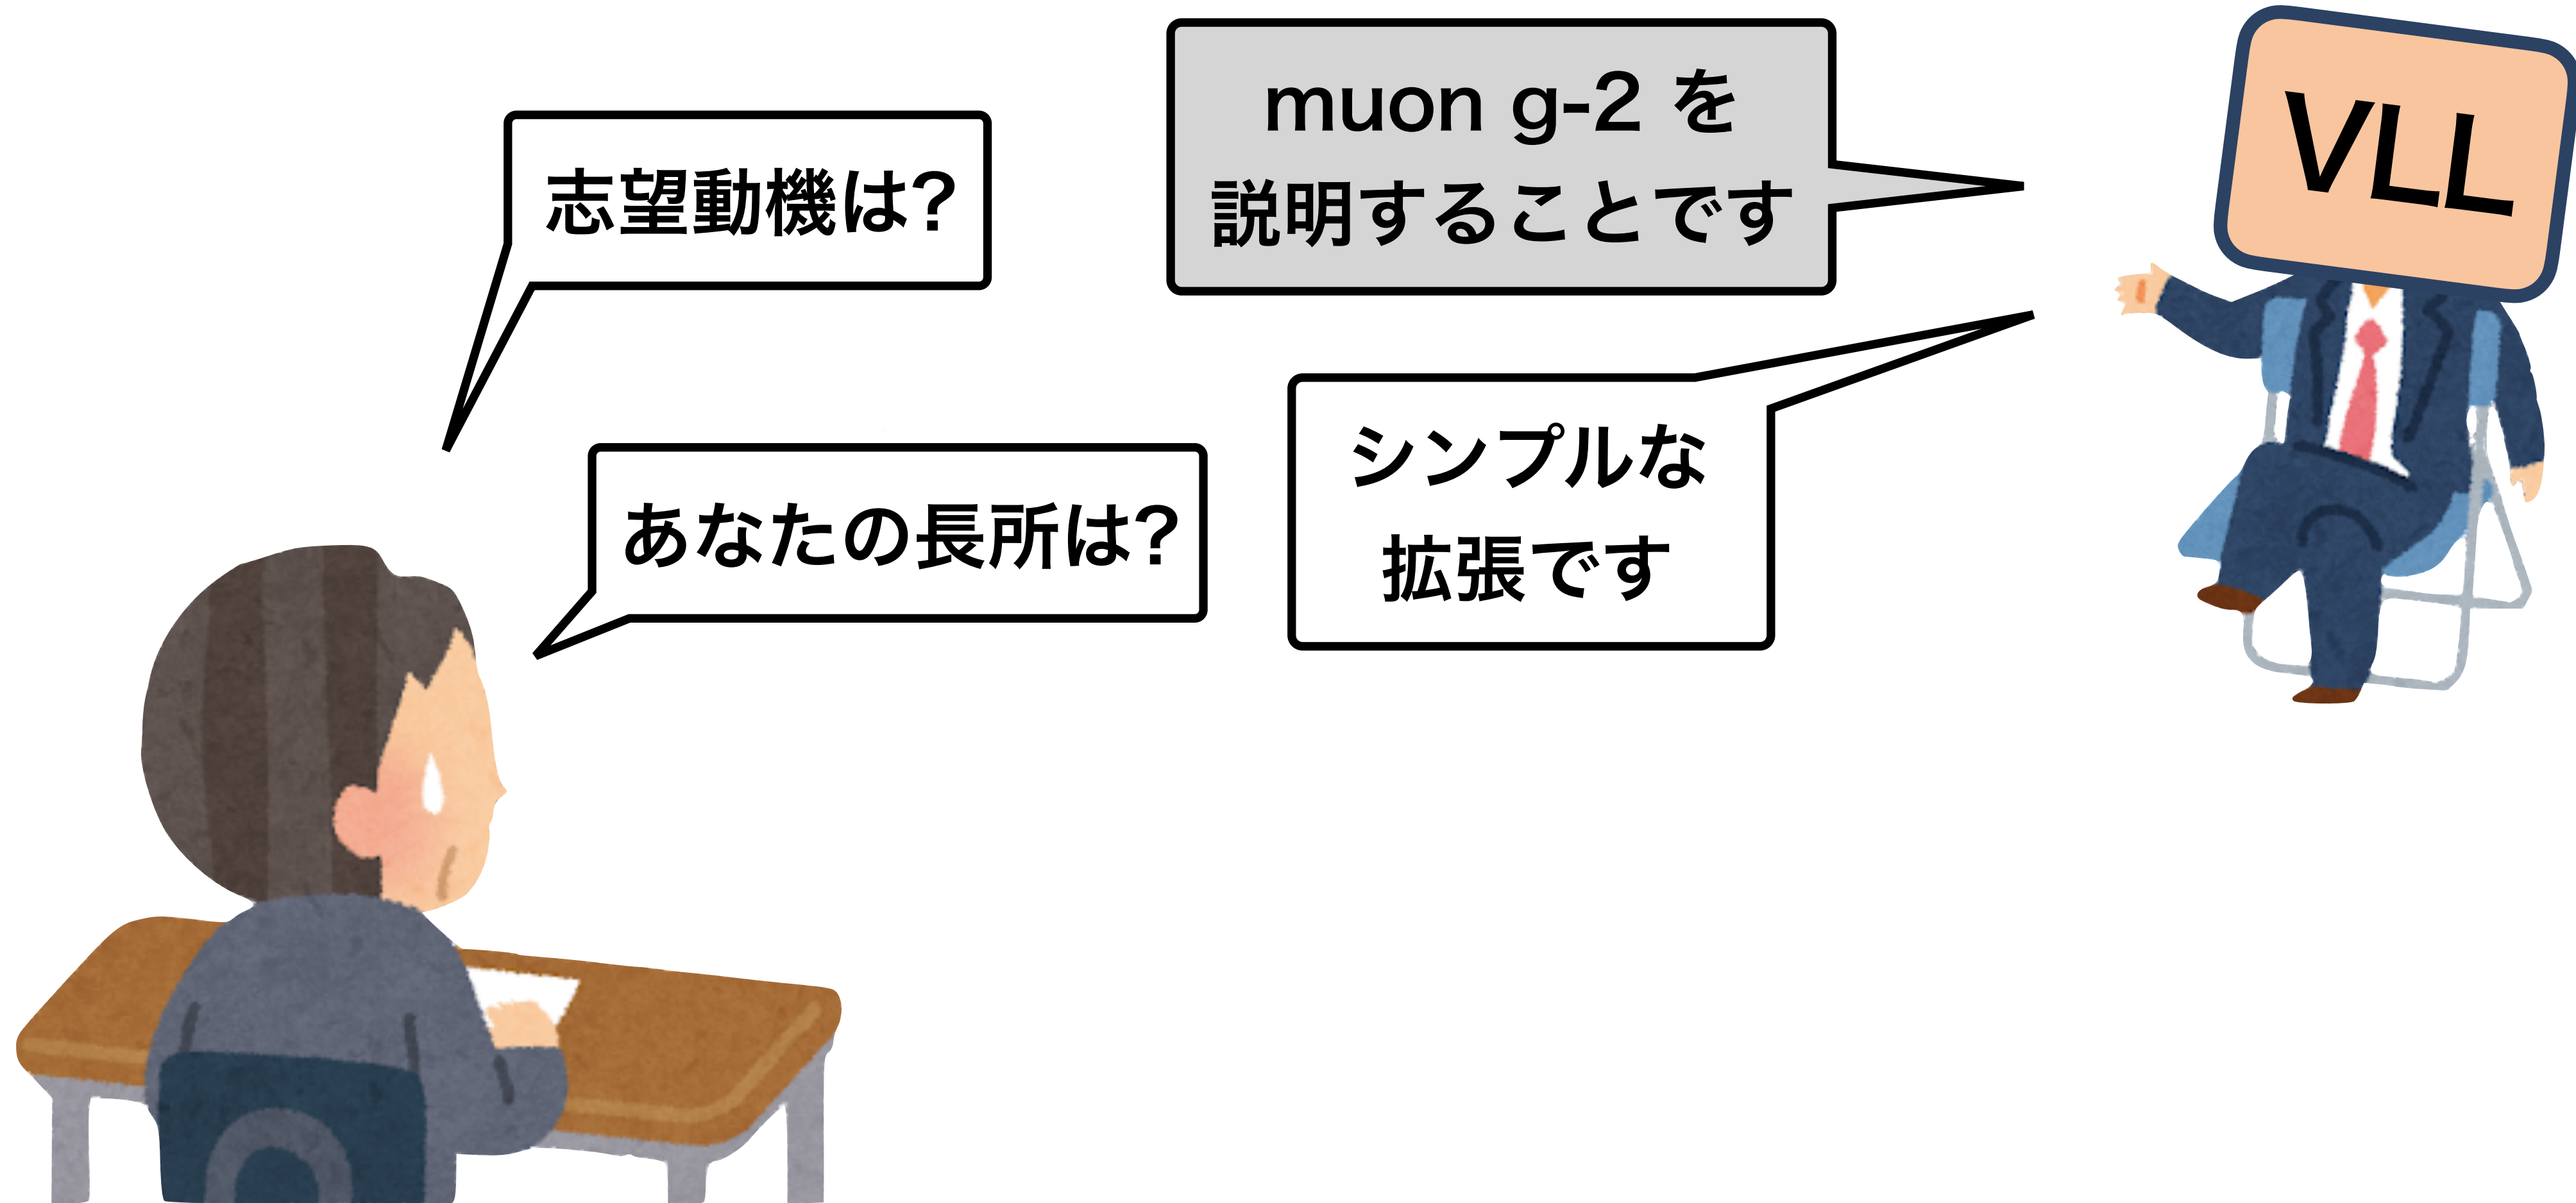 志望動機は?
muon g-2 を
説明することです
あなたの長所は?
シンプルな
拡張です
VLL